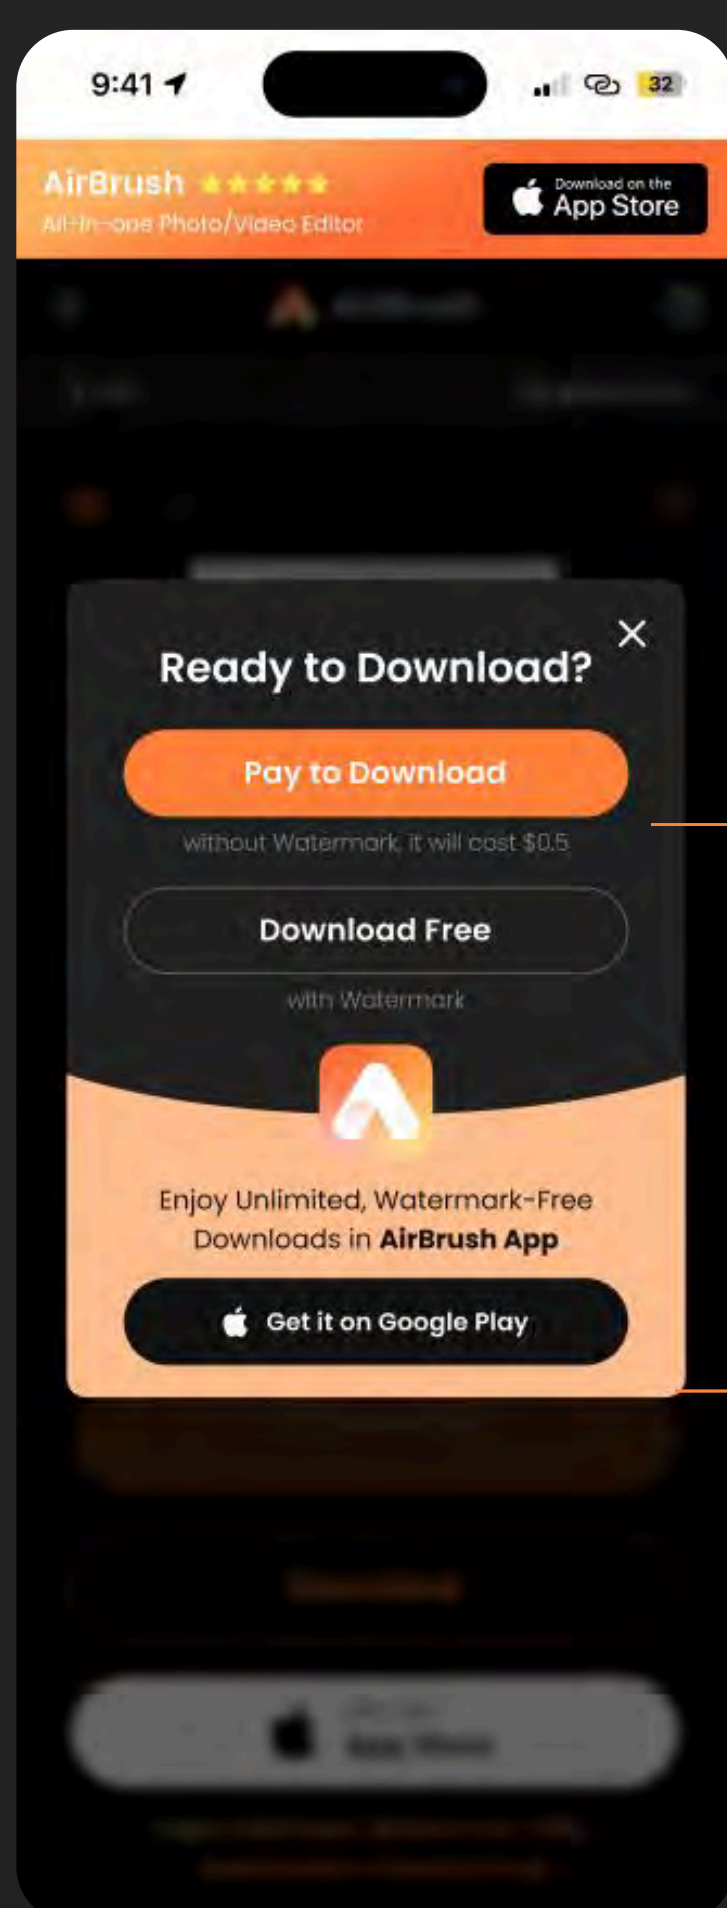 9:41
32
AirBrush
All-in-one Photo/Video Editor
Download on the
App Store
Ready to Download?
Pay to Download
without Watermark, it will cost $0.5
Download Free
with Watermark
Enjoy Unlimited, Watermark-Free
Downloads in AirBrush App
Get it on Google Play
App Store